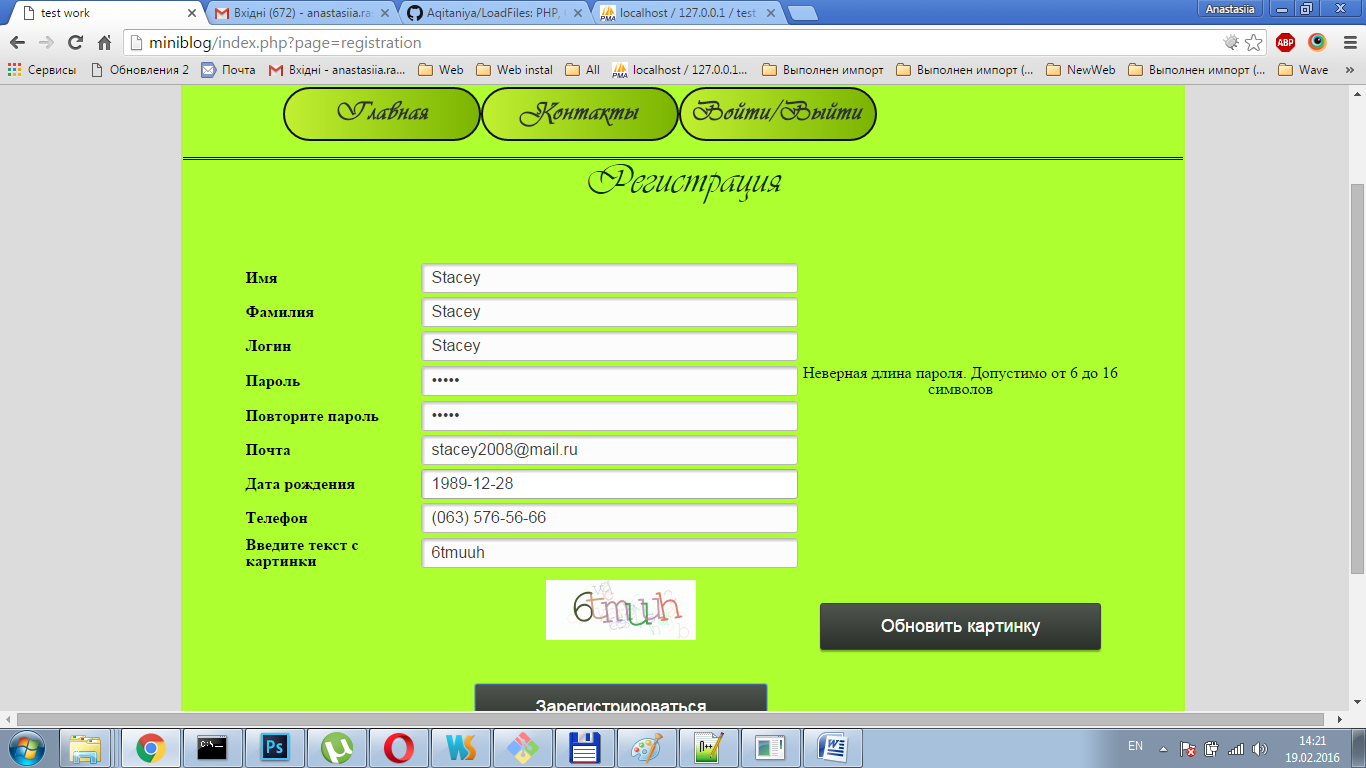 test work
Вхідні (672) - anastasiia.ra
Aqitaniya/LoadFiles: PHP,
localhost / 127.0.0.1 / test
Anastasiia
miniblog/index.php?page=registration
ABP
Сервисы
Обновления 2
Почта
Вхідні - anastasiia.ra...
Web
Web instal
All
localhost / 127.0.0.1...
Выполнен импорт
Выполнен импорт (...
NewWeb
Выполнен импорт (...
Wave
»
Главная
Контакты
Войти/Выйти
Регистрация
Имя
Stacey
Фамилия
Stacey
Логин
Stacey
Пароль
•••••
Неверная длина пароля. Допустимо от 6 до 16
символов
Повторите пароль
•••••
Почта
stacey2008@mail.ru
Дата рождения
1989-12-28
Телефон
(063) 576-56-66
Введите текст с
картинки
6tmuuh
6tmuuh
Обновить картинку
Зарегистрироваться
EN
14:21
19.02.2016